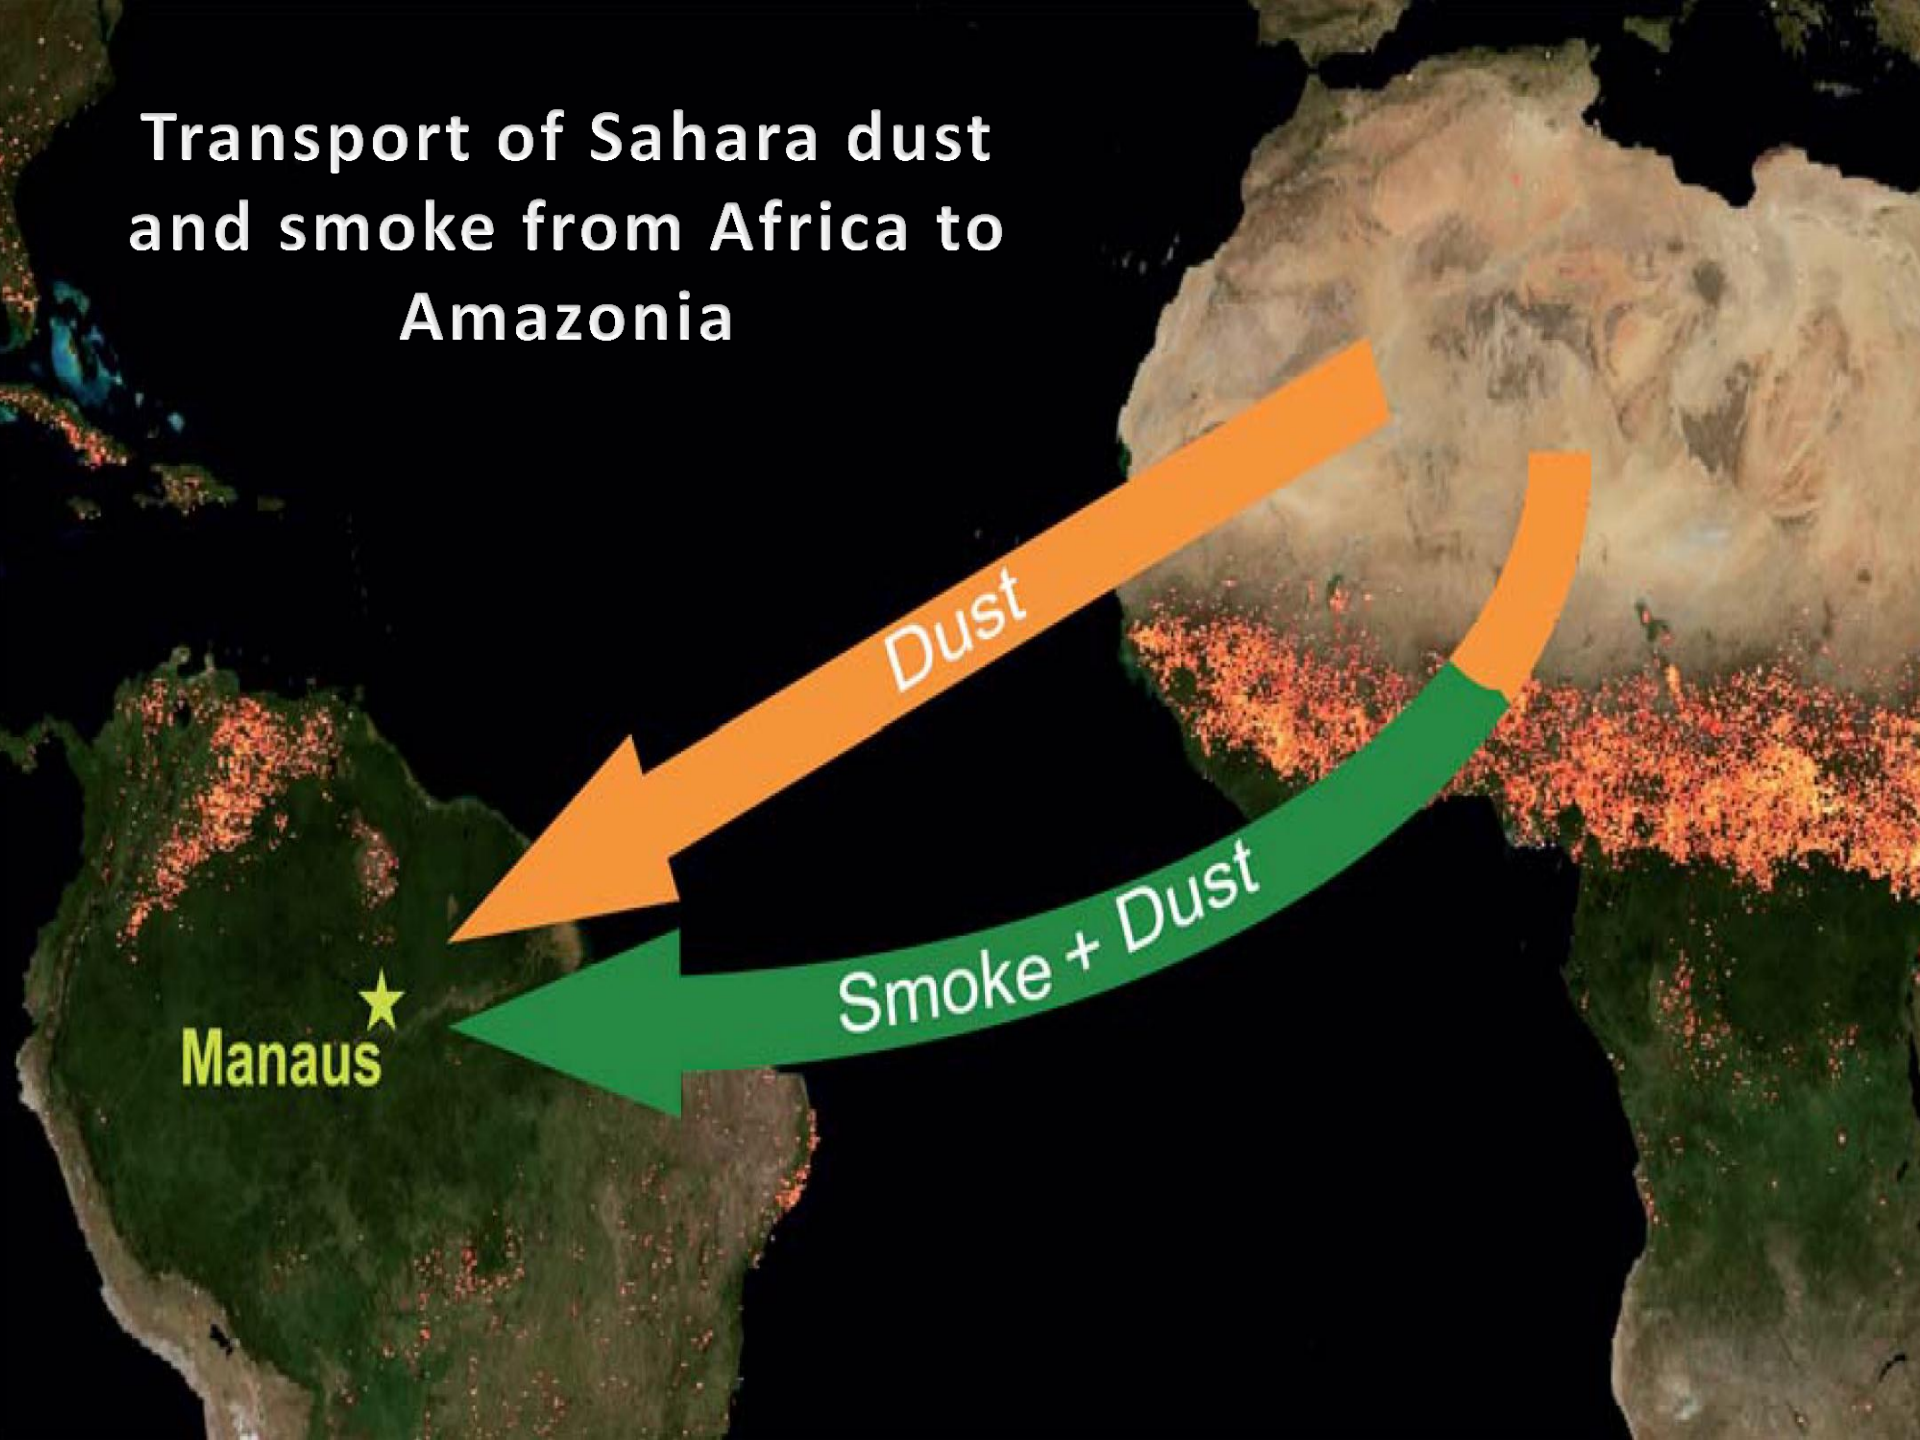 Transport of Sahara dust
and smoke from Africa to
Amazonia
Dust
Smoke + Dust
Manaus